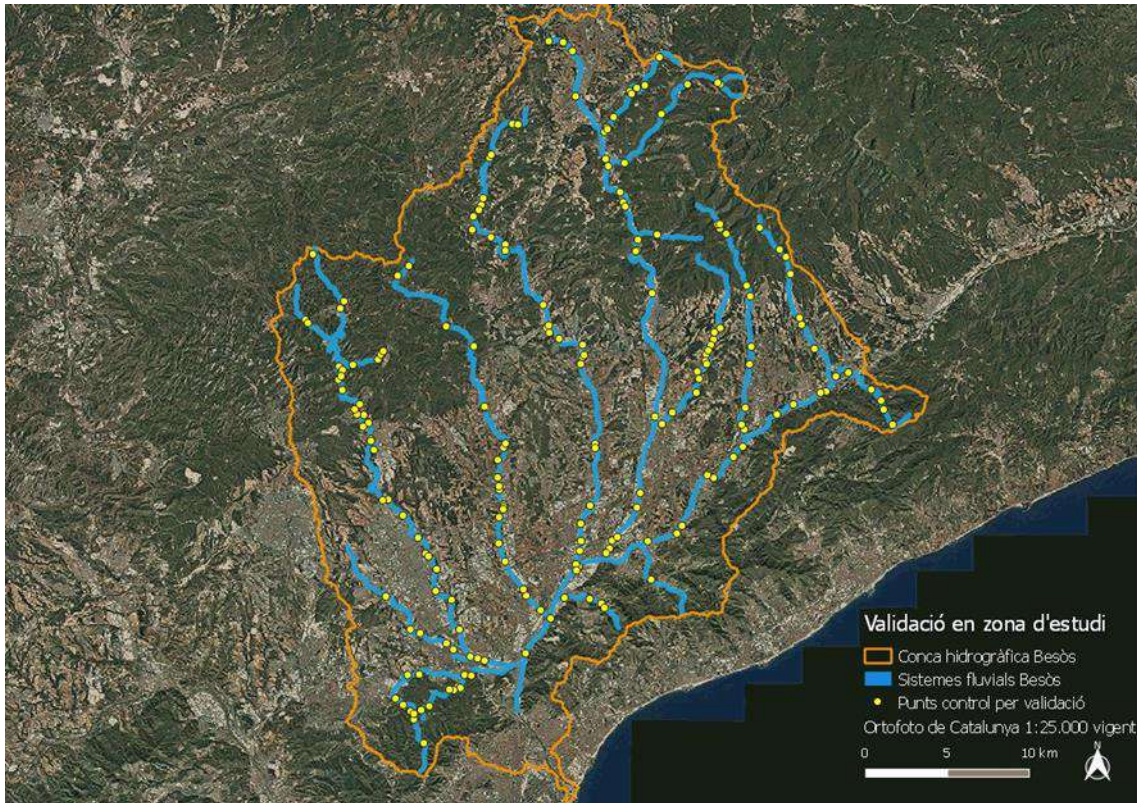 Validació en zona d'estudi
Conca hidrogràfica Besòs
Sistemes fluvials Besòs
Punts control per validació
Ortofoto de Catalunya 1:25.000 vigent
0 5 10 km
N